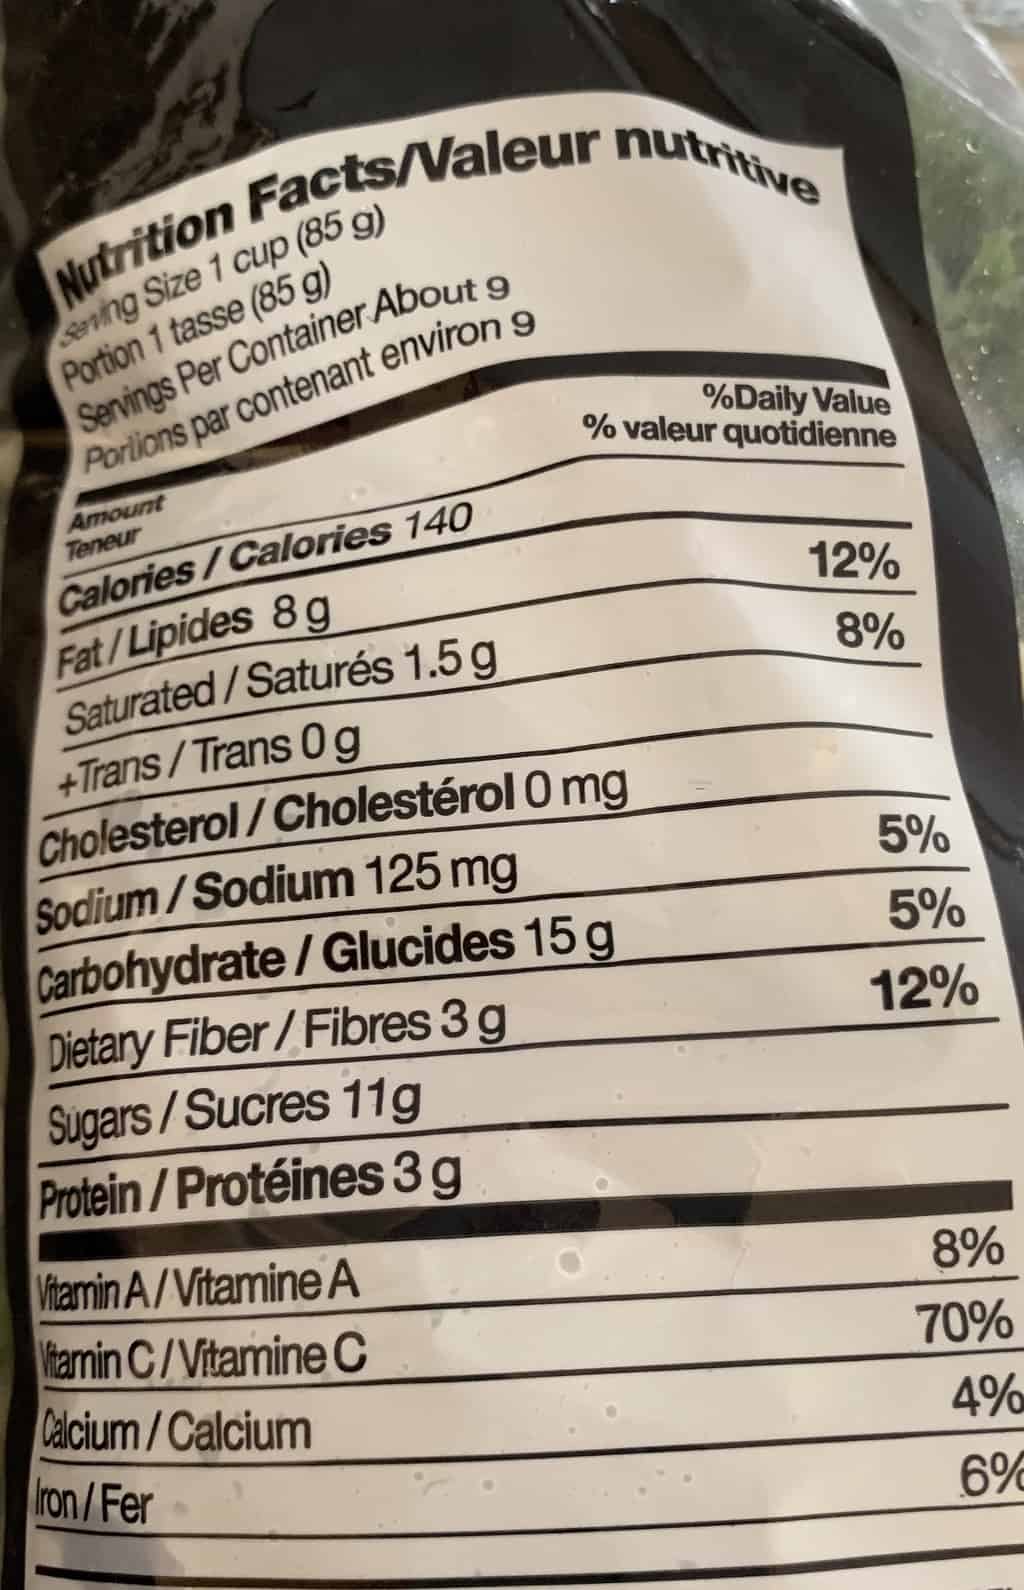 Nutrition Facts/Valeur nutritive
Serving Size 1 cup (85 g)
Portion 1 tasse (85 g)
Servings Per Container About 9
Portions par contenant environ 9
%Daily Value
% valeur quotidienne
Amount
Teneur
Calories / Calories 140
Fat / Lipides 8 g 12%
Saturated / Saturés 1.5 g 8%
+Trans / Trans 0 g
Cholesterol / Cholestérol 0 mg
Sodium / Sodium 125 mg 5%
Carbohydrate / Glucides 15 g 5%
Dietary Fiber / Fibres 3 g 12%
Sugars / Sucres 11g
Protein / Protéines 3 g
Vitamin A / Vitamine A 8%
Vitamin C / Vitamine C 70%
Calcium / Calcium 4%
Iron / Fer 6%